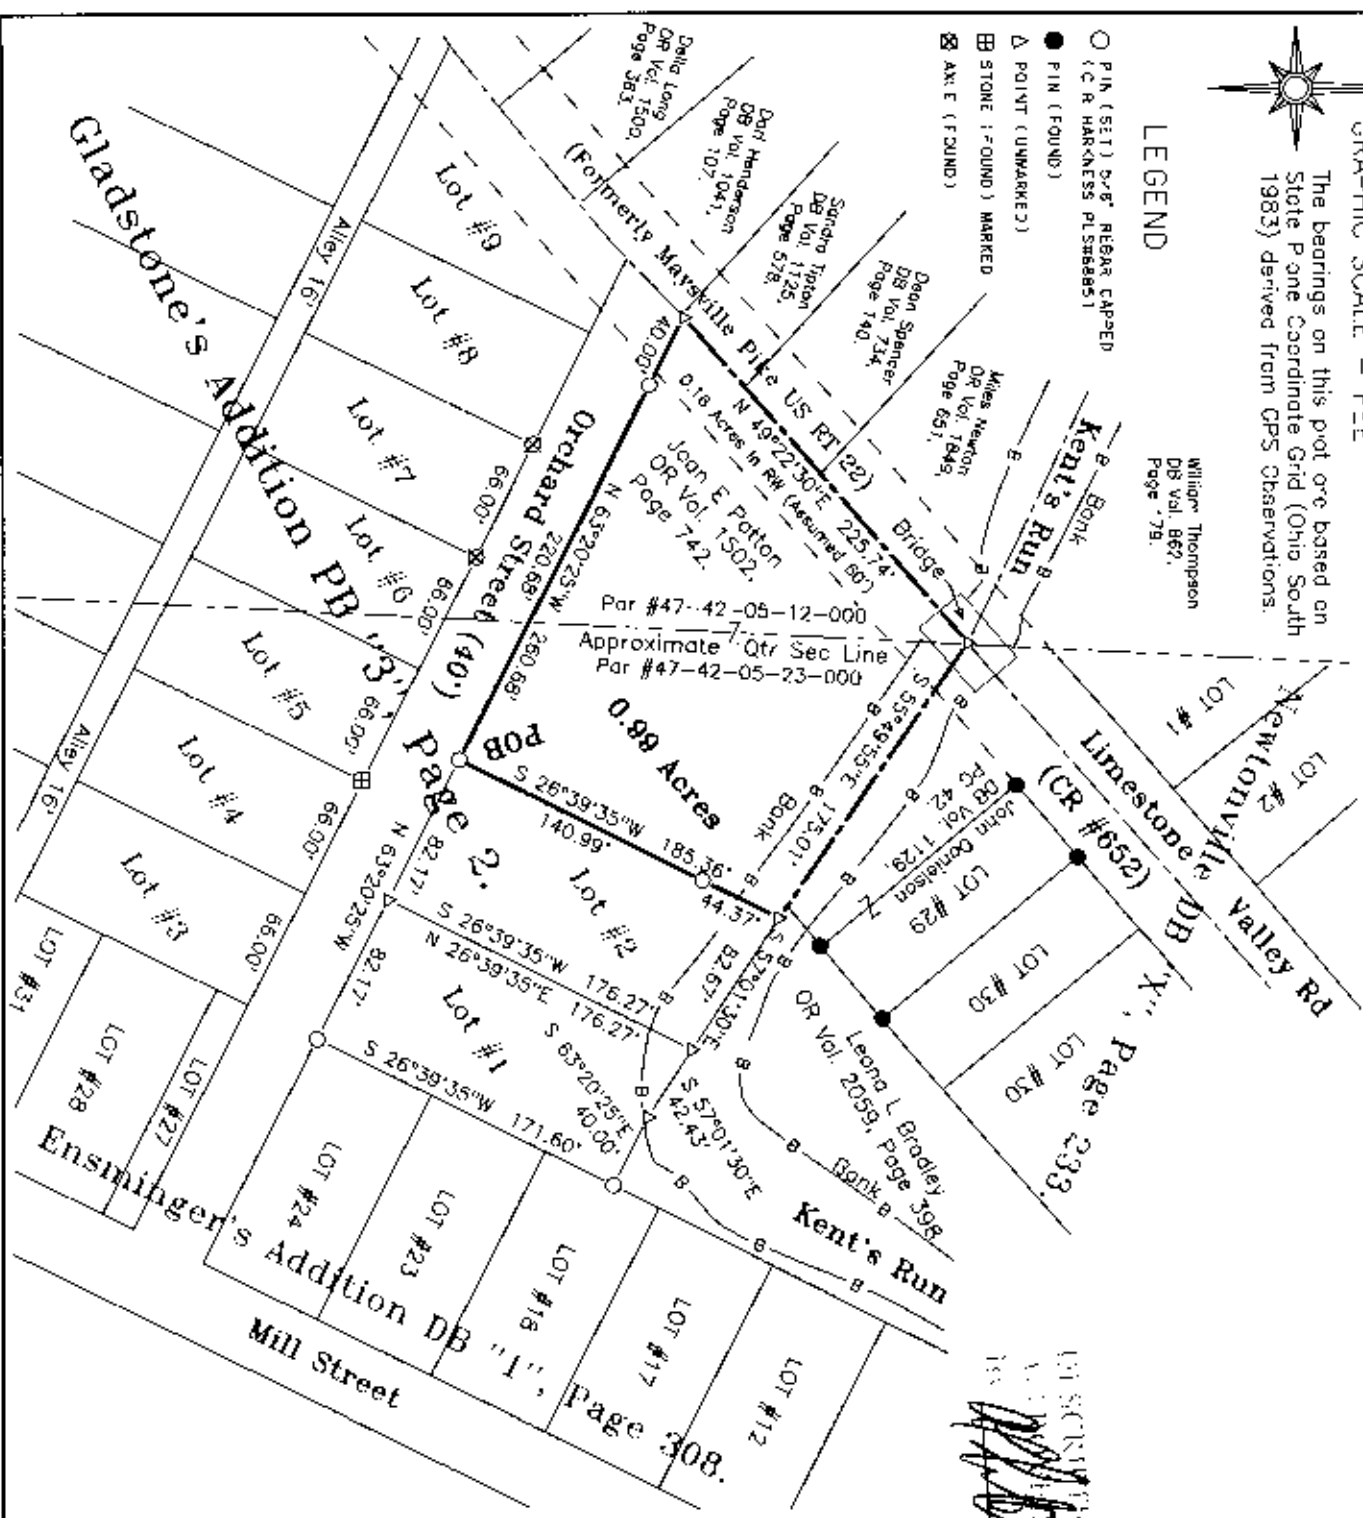 The bearings on this plot are based on
State Plane Coordinate Grid (Ohio South
1983) derived from GPS Observations.
LEGEND
○ PIN (SET) 5/8" REBAR CAPPED
(C R HARKNESS PLS#6885)
● PIN (FOUND)
△ POINT (UNMARKED)
⊞ STONE (FOUND) MARKED
⊠ AXLE (FOUND)
William Thompson
DB Vol. 867,
Page 179.
Della Long
OR Vol. 1500,
Page 363.
Dorl Henderson
DB Vol. 1041,
Page 107.
Sandra Tipton
DB Vol. 1125,
Page 578.
Dean Spencer
DB Vol. 734,
Page 140.
Miles Newton
OR Vol. 1849,
Page 651.
(Formerly Maysville Pike US RT 22)
Kent's Run
Bank
Bridge
N 49°22'30"E 225.74'
0.16 Acres in RW (Assumed 60')
Joan E Patton
OR Vol. 1502,
Page 742.
Par #47-42-05-12-000
Approximate Qtr Sec Line
Par #47-42-05-23-000
0.99 Acres
40.00'
N 63°20'25"W
220.68'
260.68'
POB
S 26°39'35"W
140.99'
185.36'
44.37'
S 55°49'55"E 175.01'
Bank
Orchard Street (40')
Lot #9
Lot #8
Lot #7
Lot #6
Lot #5
Lot #4
Lot #3
66.00'
66.00'
66.00'
66.00'
66.00'
Alley 16'
Alley 16'
Gladstone's Addition PB "3", Page 2.
Lot #2
Lot #1
82.17'
N 63°20'25"W
82.17'
S 26°39'35"W 176.27'
N 26°39'35"E 176.27'
S 26°39'35"W 171.60'
S 63°20'25"E
40.00'
S 57°01'30"E
82.67'
S 57°01'30"E
42.43'
Newtonville DB "X", Page 233.
LOT #1
LOT #2
Limestone Valley Rd
(CR #652)
John Danielson
DB Vol. 1129,
PG 42
LOT #29
LOT #30
LOT #30
Leona L Bradley
OR Vol. 2059, Page 398
Bank
Kent's Run
LOT #31
LOT #28
LOT #27
LOT #24
LOT #23
LOT #18
LOT #17
LOT #12
Ensminger's Addition DB "1", Page 308.
Mill Street